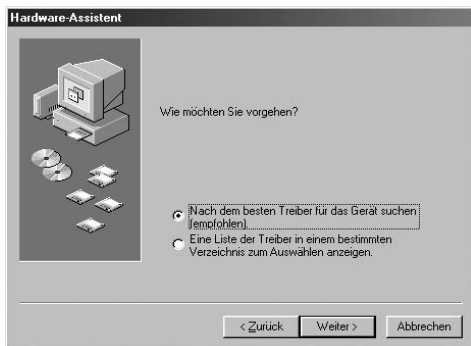 Hardware-Assistent
Wie möchten Sie vorgehen?
Nach dem besten Treiber für das Gerät suchen
(empfohlen).
Eine Liste der Treiber in einem bestimmten
Verzeichnis zum Auswählen anzeigen.
< Zurück
Weiter >
Abbrechen